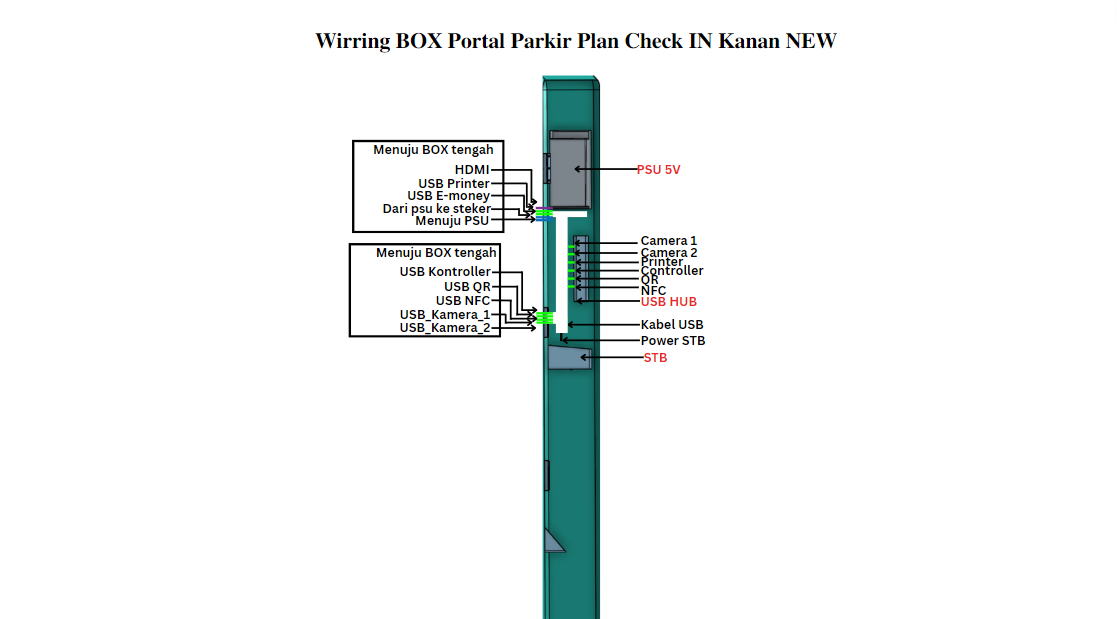 Wirring BOX Portal Parkir Plan Check IN Kanan NEW
Menuju BOX tengah
HDMI
USB Printer
USB E-money
Dari psu ke steker
Menuju PSU
Menuju BOX tengah
USB Kontroller
USB QR
USB NFC
USB_Kamera_1
USB_Kamera_2
PSU 5V
Camera 1
Camera 2
Printer
Controller
QR
NFC
USB HUB
Kabel USB
Power STB
STB